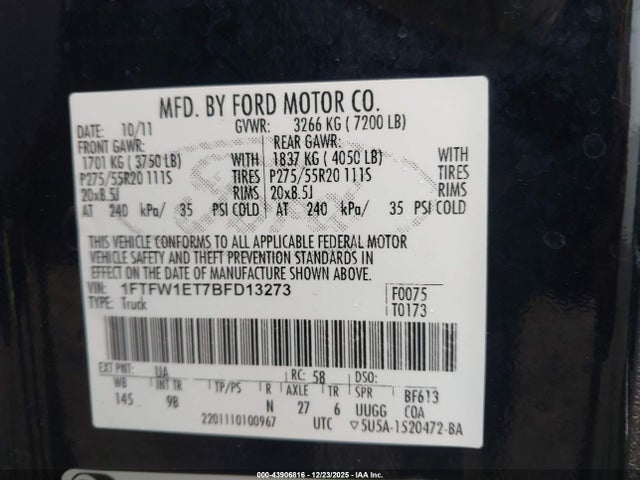 MFD. BY FORD MOTOR CO.
DATE: 10/11 GVWR: 3266 KG ( 7200 LB)
FRONT GAWR: REAR GAWR:
1701 KG ( 3750 LB) WITH 1837 KG ( 4050 LB) WITH
P275/55R20 111S TIRES P275/55R20 111S TIRES
20x8.5J RIMS 20x8.5J RIMS
AT 240 kPa/ 35 PSI COLD AT 240 kPa/ 35 PSI COLD
THIS VEHICLE CONFORMS TO ALL APPLICABLE FEDERAL MOTOR
VEHICLE SAFETY AND THEFT PREVENTION STANDARDS IN EFFECT
ON THE DATE OF MANUFACTURE SHOWN ABOVE.
VIN: 1FTFW1ET7BFD13273 F0075
TYPE: Truck T0173
EXT PNT: UA RC: 58 DSO:
WB INT TR TP/PS R AXLE TR SPR BF613
145 9B N 27 6 UUGG COA
2201110100967 UTC ▽5U5A-1520472-BA
000-43906816 - 12/23/2025 - IAA Inc.